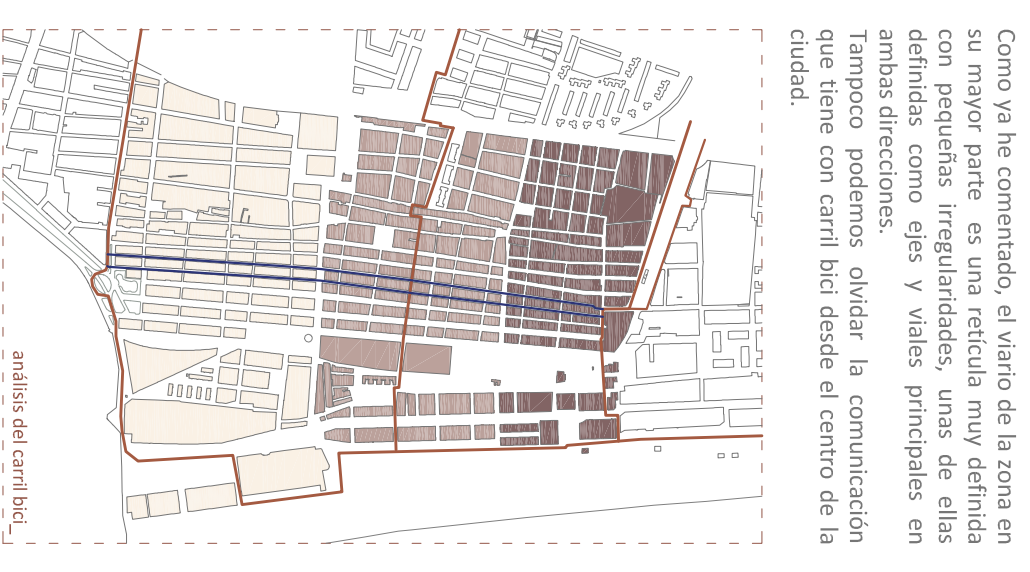 Como ya he comentado, el viario de la zona en
su mayor parte es una retícula muy definida
con pequeñas irregularidades, unas de ellas
definidas como ejes y viales principales en
ambas direcciones.
Tampoco podemos olvidar la comunicación
que tiene con carril bici desde el centro de la
ciudad.
análisis del carril bici_